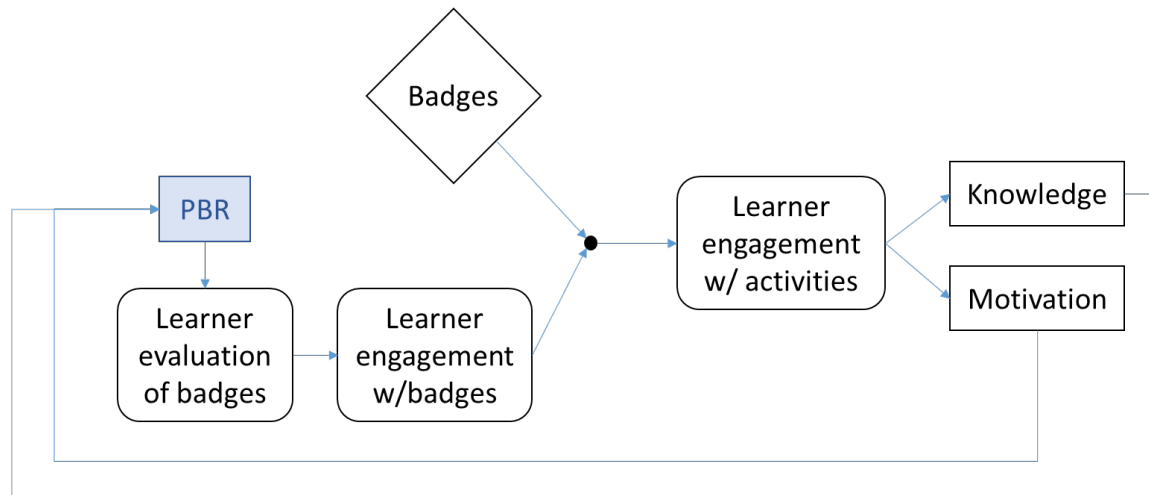 Badges
PBR
Learner
evaluation
of badges
Learner
engagement
w/badges
Learner
engagement
w/ activities
Knowledge
Motivation